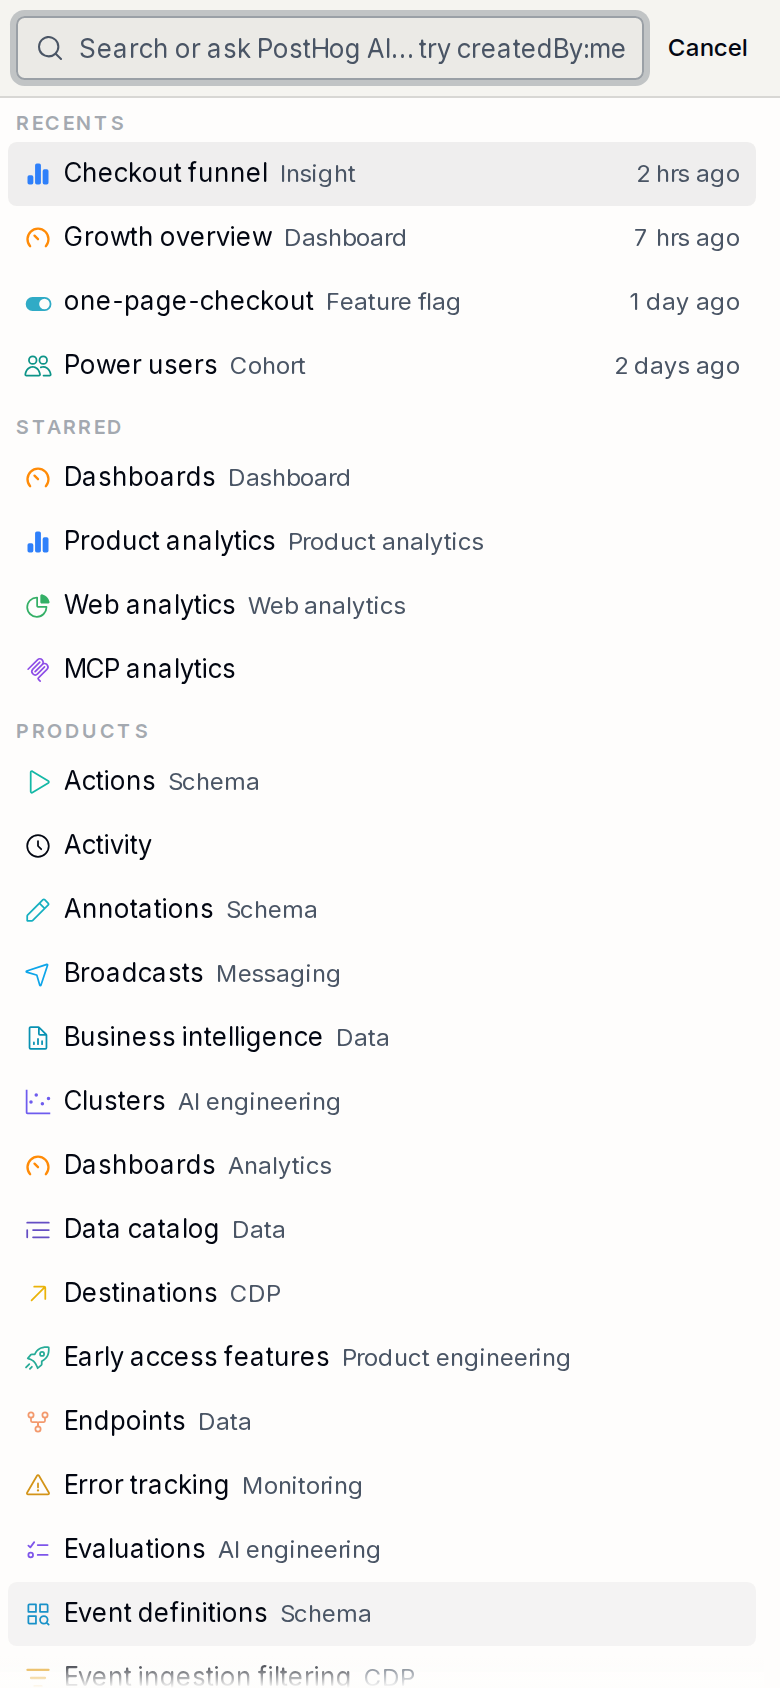 Search or ask PostHog AI... try createdBy:me Cancel
RECENTS
Checkout funnel Insight 2 hrs ago
Growth overview Dashboard 7 hrs ago
one-page-checkout Feature flag 1 day ago
Power users Cohort 2 days ago
STARRED
Dashboards Dashboard
Product analytics Product analytics
Web analytics Web analytics
MCP analytics
PRODUCTS
Actions Schema
Activity
Annotations Schema
Broadcasts Messaging
Business intelligence Data
Clusters AI engineering
Dashboards Analytics
Data catalog Data
Destinations CDP
Early access features Product engineering
Endpoints Data
Error tracking Monitoring
Evaluations AI engineering
Event definitions Schema
Event ingestion filtering CDP